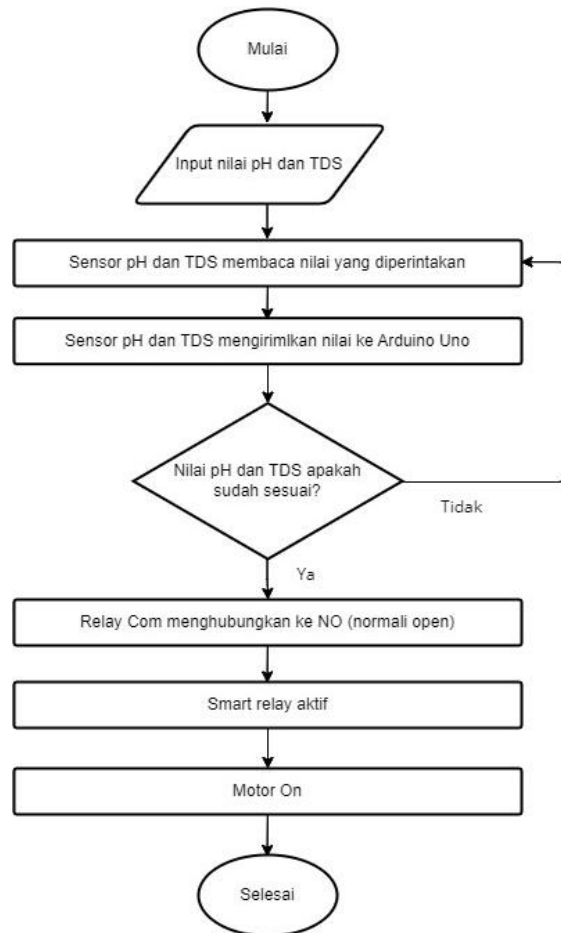 Mulai
Input nilai pH dan TDS
Sensor pH dan TDS membaca nilai yang diperintakan
Sensor pH dan TDS mengirimlkan nilai ke Arduino Uno
Nilai pH dan TDS apakah
sudah sesuai?
Tidak
Ya
Relay Com menghubungkan ke NO (normali open)
Smart relay aktif
Motor On
Selesai